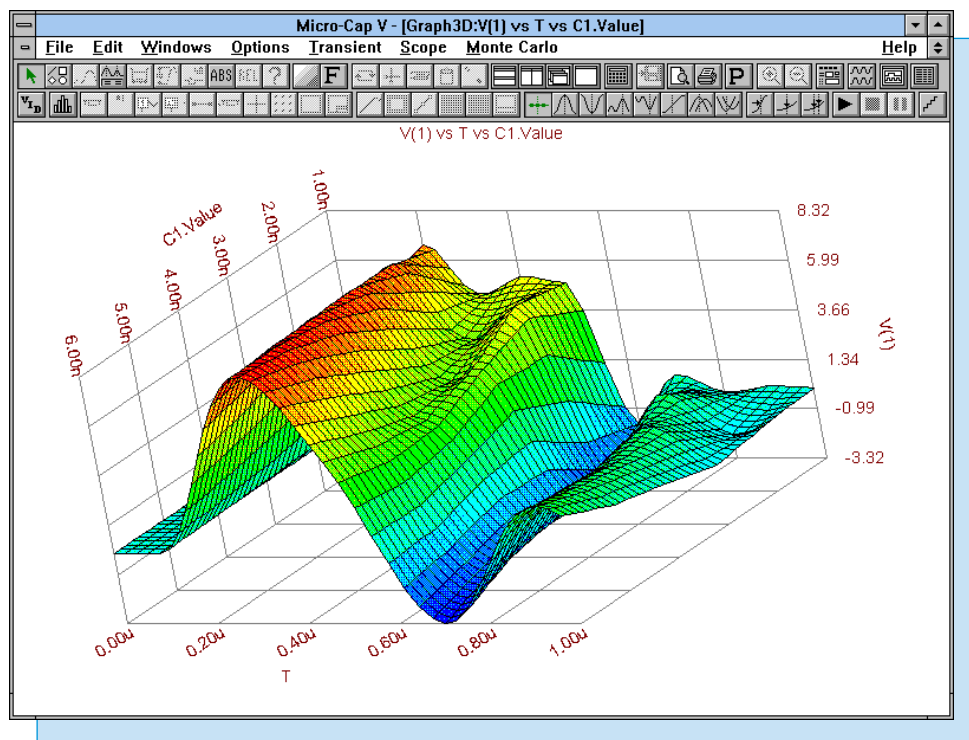 Micro-Cap V - [Graph3D:V(1) vs T vs C1.Value]
File Edit Windows Options Transient Scope Monte Carlo Help
ABS REL ? F P
V(1) vs T vs C1.Value
C1.Value
1.00n
2.00n
3.00n
4.00n
5.00n
6.00n
8.32
5.99
3.66
1.34
-0.99
-3.32
V(1)
0.00u
0.20u
0.40u
0.60u
0.80u
1.00u
T